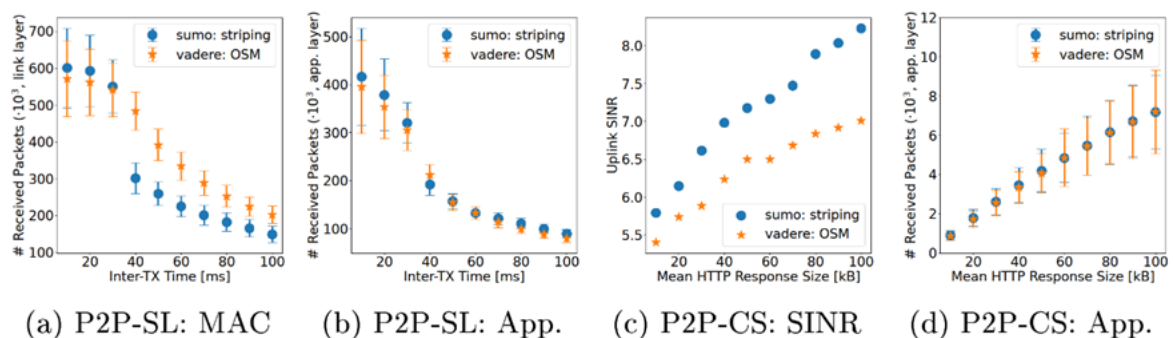 # Received Packets (·10³, link layer)
700
600
500
400
300
200
100
sumo: striping
vadere: OSM
20 40 60 80 100
Inter-TX Time [ms]
(a) P2P-SL: MAC
# Received Packets (·10³, app. layer)
500
400
300
200
100
sumo: striping
vadere: OSM
20 40 60 80 100
Inter-TX Time [ms]
(b) P2P-SL: App.
Uplink SINR
8.0
7.5
7.0
6.5
6.0
5.5
sumo: striping
vadere: OSM
20 40 60 80 100
Mean HTTP Response Size [kB]
(c) P2P-CS: SINR
# Received Packets (·10³, app. layer)
12
10
8
6
4
2
0
sumo: striping
vadere: OSM
20 40 60 80 100
Mean HTTP Response Size [kB]
(d) P2P-CS: App.